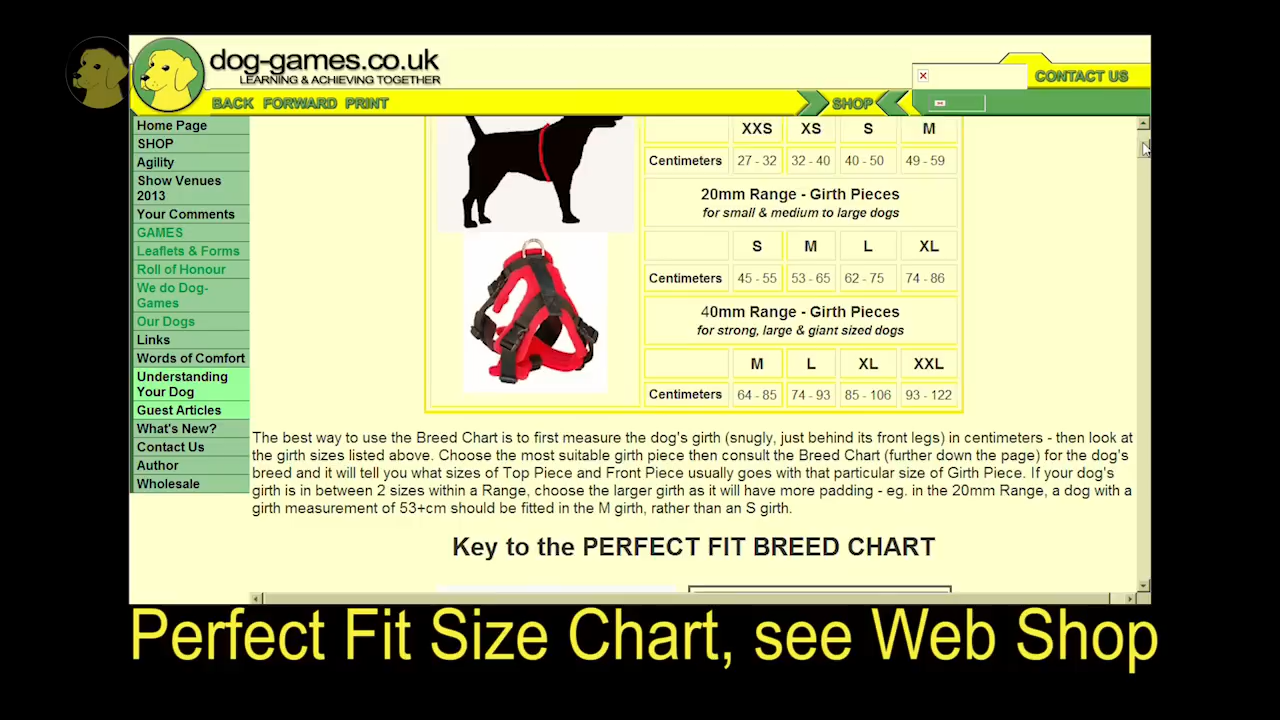 dog-games.co.uk
LEARNING & ACHIEVING TOGETHER
CONTACT US
BACK FORWARD PRINT
SHOP
Home Page
SHOP
Agility
Show Venues
2013
Your Comments
GAMES
Leaflets & Forms
Roll of Honour
We do Dog-
Games
Our Dogs
Links
Words of Comfort
Understanding
Your Dog
Guest Articles
What's New?
Contact Us
Author
Wholesale
XXS XS S M
Centimeters 27 - 32 32 - 40 40 - 50 49 - 59
20mm Range - Girth Pieces
for small & medium to large dogs
S M L XL
Centimeters 45 - 55 53 - 65 62 - 75 74 - 86
40mm Range - Girth Pieces
for strong, large & giant sized dogs
M L XL XXL
Centimeters 64 - 85 74 - 93 85 - 106 93 - 122
The best way to use the Breed Chart is to first measure the dog's girth (snugly, just behind its front legs) in centimeters - then look at
the girth sizes listed above. Choose the most suitable girth piece then consult the Breed Chart (further down the page) for the dog's
breed and it will tell you what sizes of Top Piece and Front Piece usually goes with that particular size of Girth Piece. If your dog's
girth is in between 2 sizes within a Range, choose the larger girth as it will have more padding - eg. in the 20mm Range, a dog with a
girth measurement of 53+cm should be fitted in the M girth, rather than an S girth.
Key to the PERFECT FIT BREED CHART
Perfect Fit Size Chart, see Web Shop